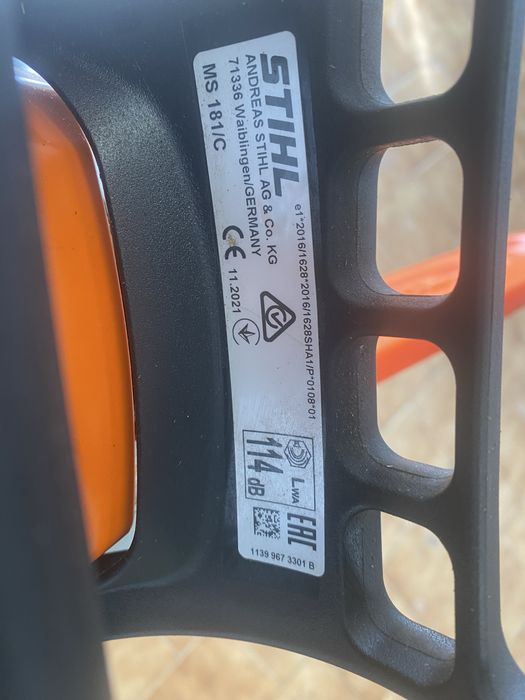 STIHL
ANDREAS STIHL AG & Co. KG
71336 Waiblingen/GERMANY
MS 181/C
CE 11.2021
e1*2016/1628*2016/1628SHA1/P*0108*01
LWA
114 dB
EAC
1139 967 3301 B